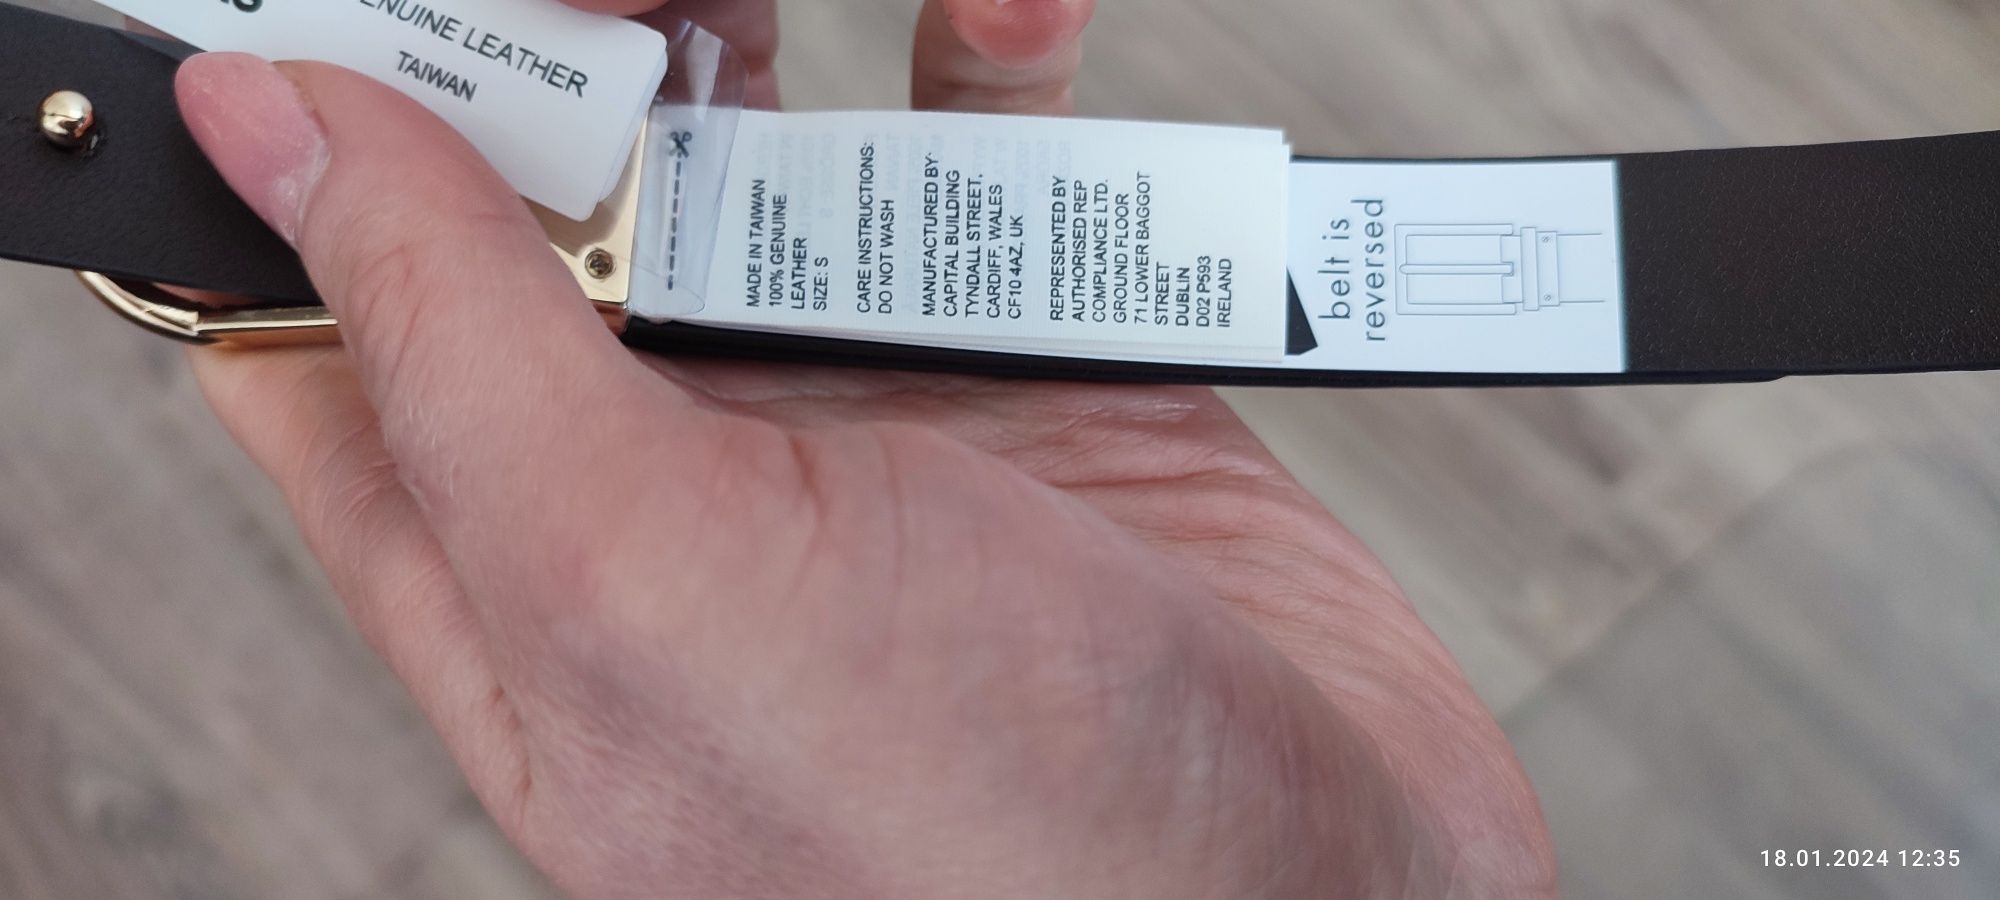 ENUINE LEATHER
TAIWAN
MADE IN TAIWAN
100% GENUINE
LEATHER
SIZE: S
CARE INSTRUCTIONS:
DO NOT WASH
MANUFACTURED BY:
CAPITAL BUILDING
TYNDALL STREET,
CARDIFF, WALES
CF10 4AZ, UK
REPRESENTED BY
AUTHORISED REP
COMPLIANCE LTD.
GROUND FLOOR
71 LOWER BAGGOT
STREET
DUBLIN
D02 P593
IRELAND
belt is
reversed
18.01.2024 12:35